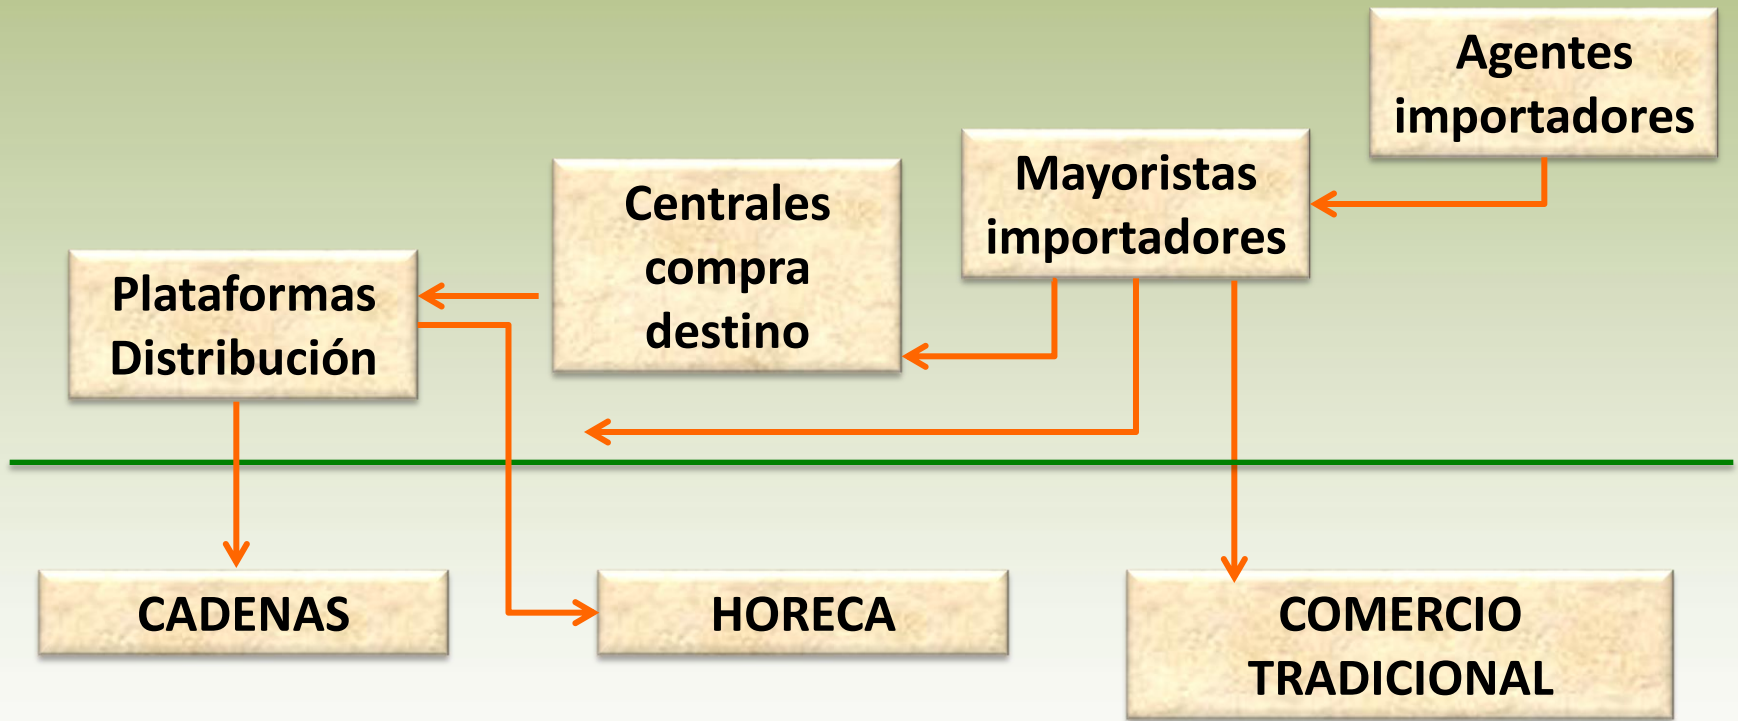 Agentes
importadores
Mayoristas
importadores
Centrales
compra
destino
Plataformas
Distribución
CADENAS
HORECA
COMERCIO
TRADICIONAL